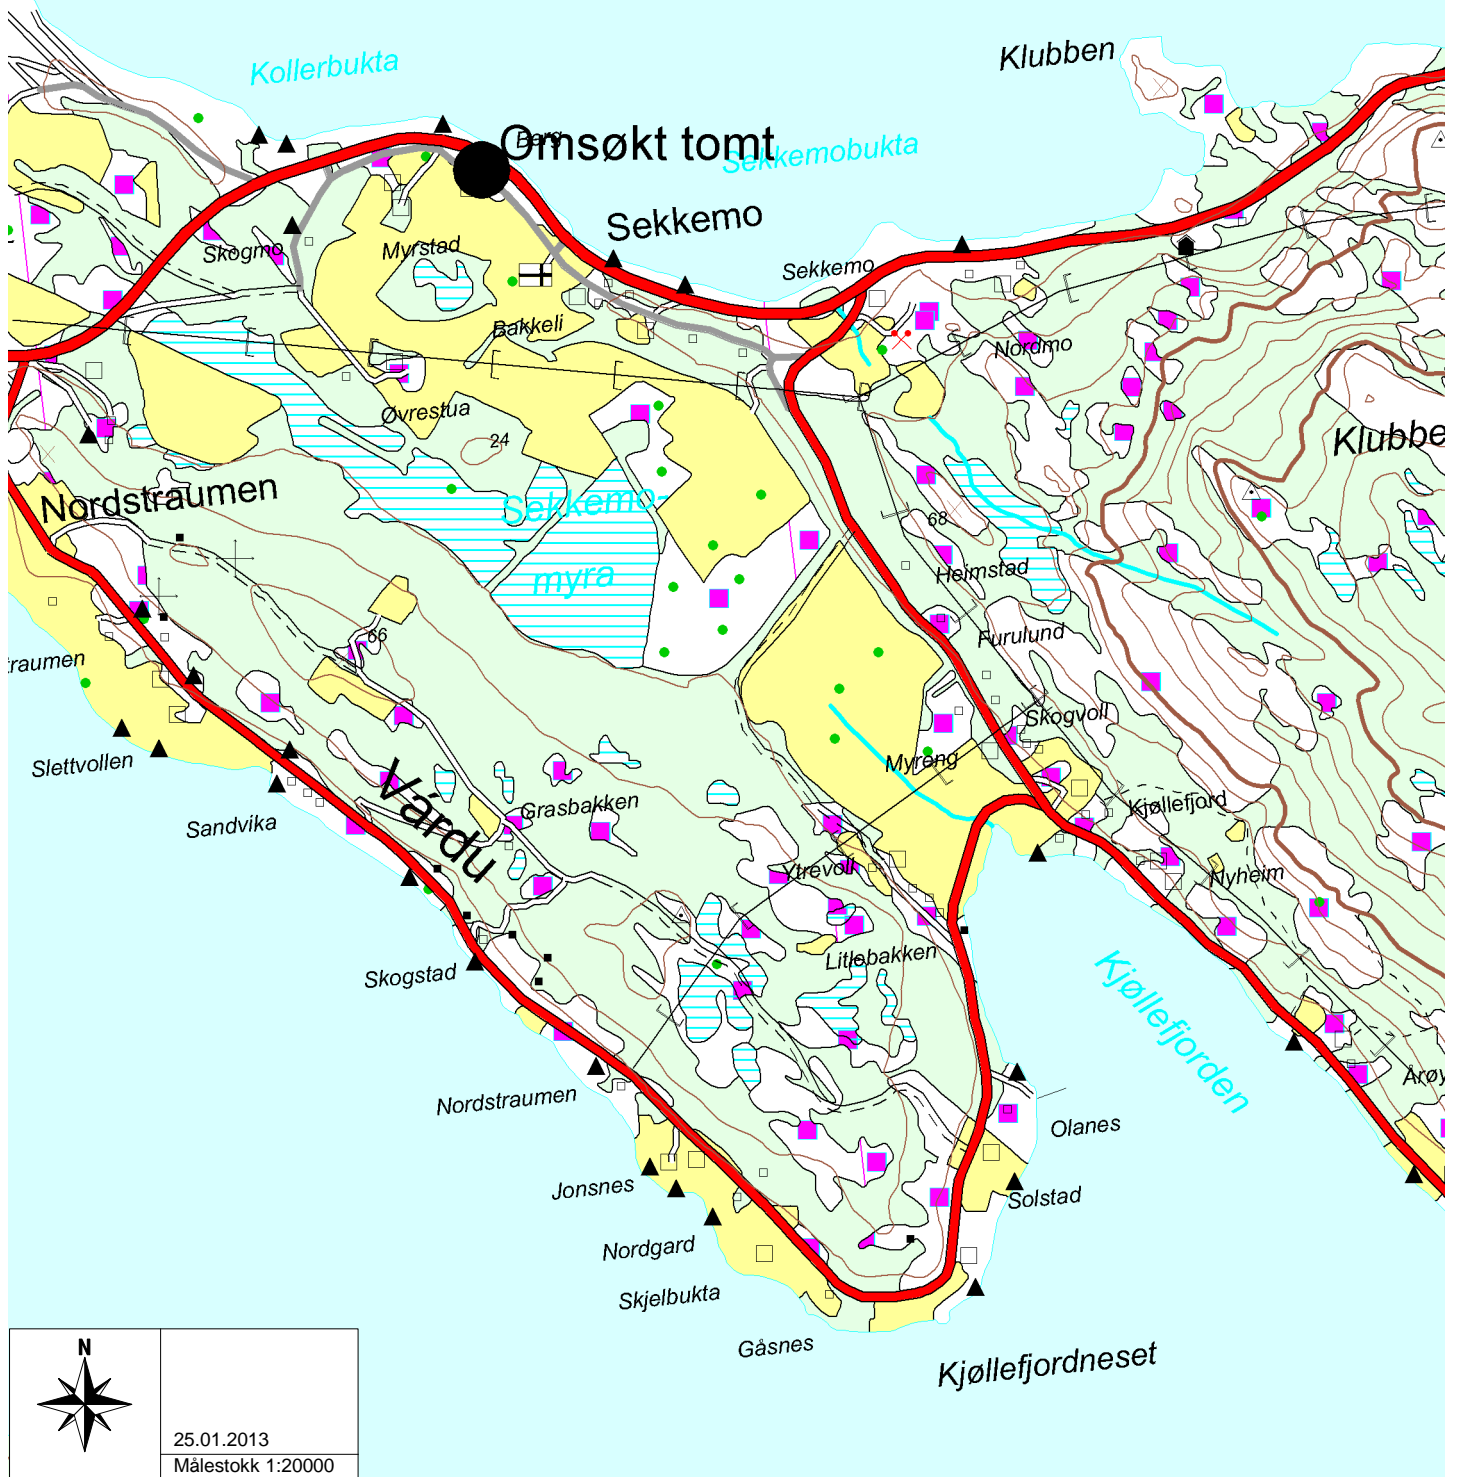 Kollerbukta
Klubben
Berg
Omsøkt tomt
Sekkemobukta
Sekkemo
Skogmo
Myrstad
Sekkemo
Bakkeli
Nordmo
Øvrestua
24
Klubbe
Nordstraumen
Sekkemo-
myra
68
Heimstad
Furulund
66
traumen
Skogvoll
Slettvollen
Myreng
Várdu
Grasbakken
Kjøllefjord
Sandvika
Ytrevoll
Nyheim
Litlebakken
Skogstad
Kjøllefjorden
Nordstraumen
Årøy
Olanes
Jonsnes
Solstad
Nordgard
Skjelbukta
Gåsnes
Kjøllefjordneset
N
25.01.2013
Målestokk 1:20000